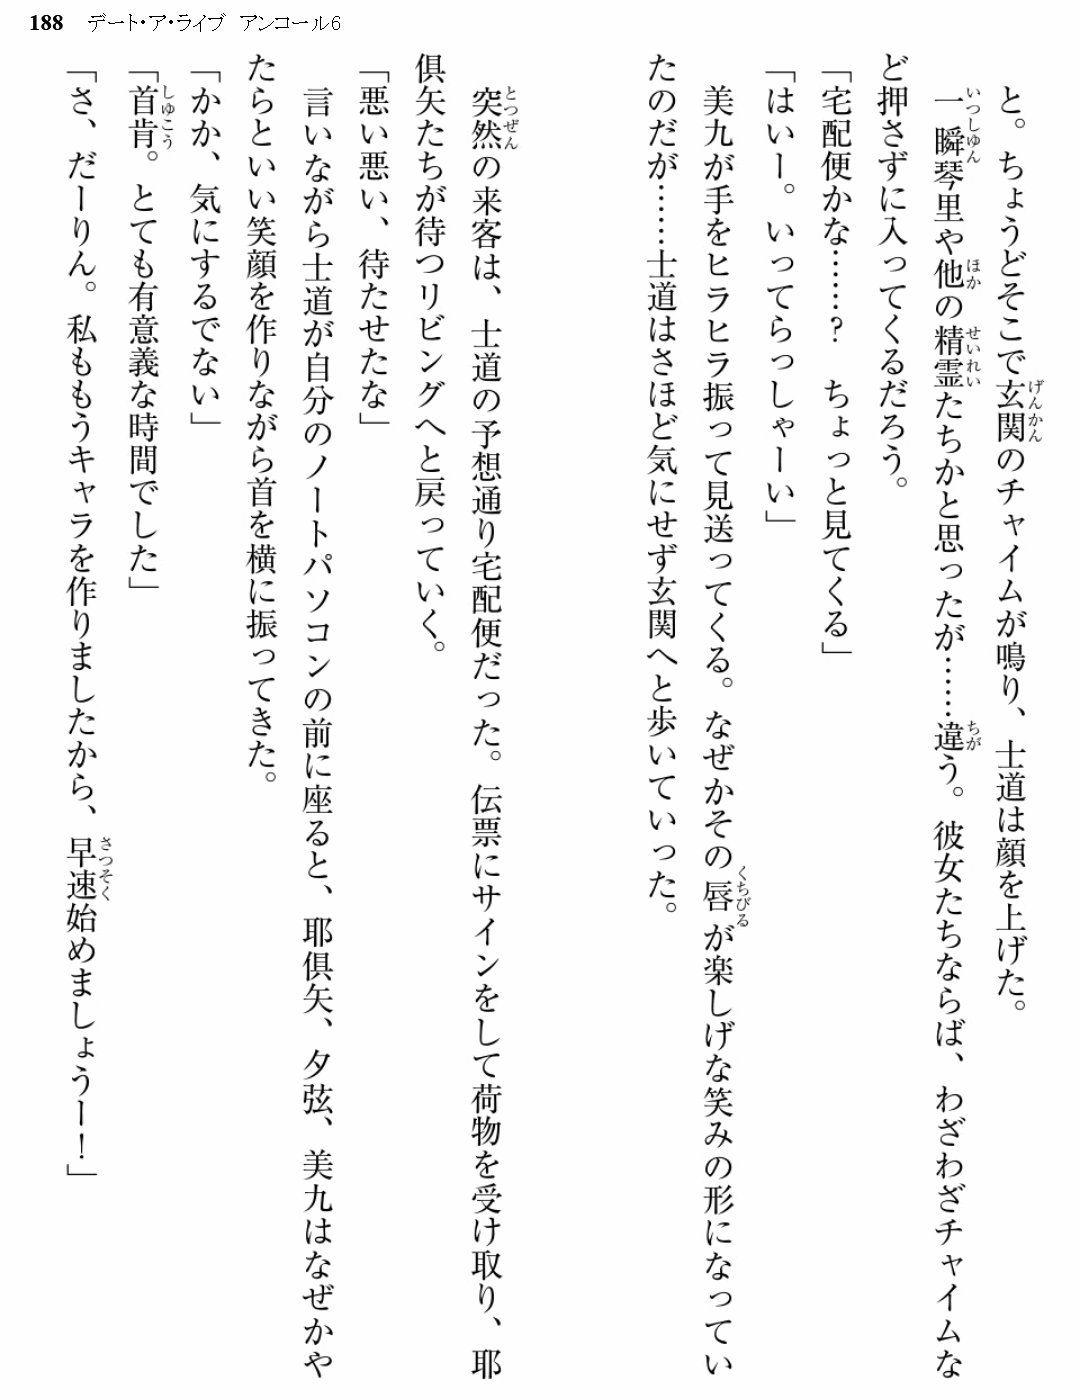 188 デート・ア・ライブ アンコール6
と。ちょうどそこで玄関のチャイムが鳴り、士道は顔を上げた。
一瞬琴里や他の精霊たちかと思ったが……違う。彼女たちならば、わざわざチャイムな
ど押さずに入ってくるだろう。
「宅配便かな……？　ちょっと見てくる」
「はいー。いってらっしゃーい」
美九が手をヒラヒラ振って見送ってくる。なぜかその唇が楽しげな笑みの形になってい
たのだが……士道はさほど気にせず玄関へと歩いていった。
突然の来客は、士道の予想通り宅配便だった。伝票にサインをして荷物を受け取り、耶
倶矢たちが待つリビングへと戻っていく。
「悪い悪い、待たせたな」
言いながら士道が自分のノートパソコンの前に座ると、耶倶矢、夕弦、美九はなぜかや
たらといい笑顔を作りながら首を横に振ってきた。
「かか、気にするでない」
「首肯。とても有意義な時間でした」
「さ、だーりん。私ももうキャラを作りましたから、早速始めましょうー！」